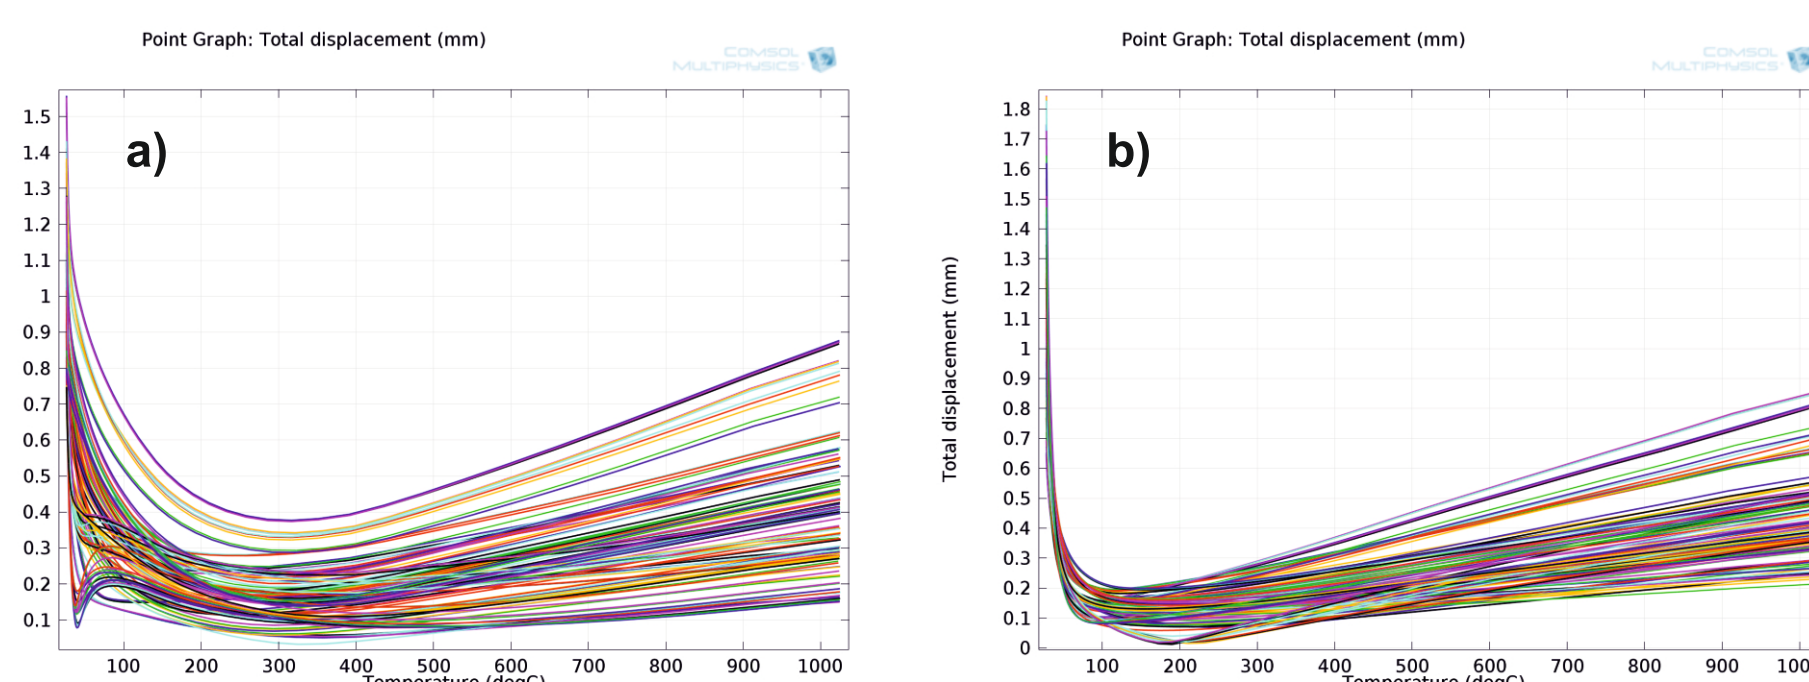 Point Graph: Total displacement (mm)
COMSOL
MULTIPHYSICS
a)
1.5
1.4
1.3
1.2
1.1
1
0.9
0.8
0.7
0.6
0.5
0.4
0.3
0.2
0.1
100 200 300 400 500 600 700 800 900 1000
Temperature (degC)
Point Graph: Total displacement (mm)
COMSOL
MULTIPHYSICS
b)
Total displacement (mm)
1.8
1.7
1.6
1.5
1.4
1.3
1.2
1.1
1
0.9
0.8
0.7
0.6
0.5
0.4
0.3
0.2
0.1
0
100 200 300 400 500 600 700 800 900 100
Temperature (degC)